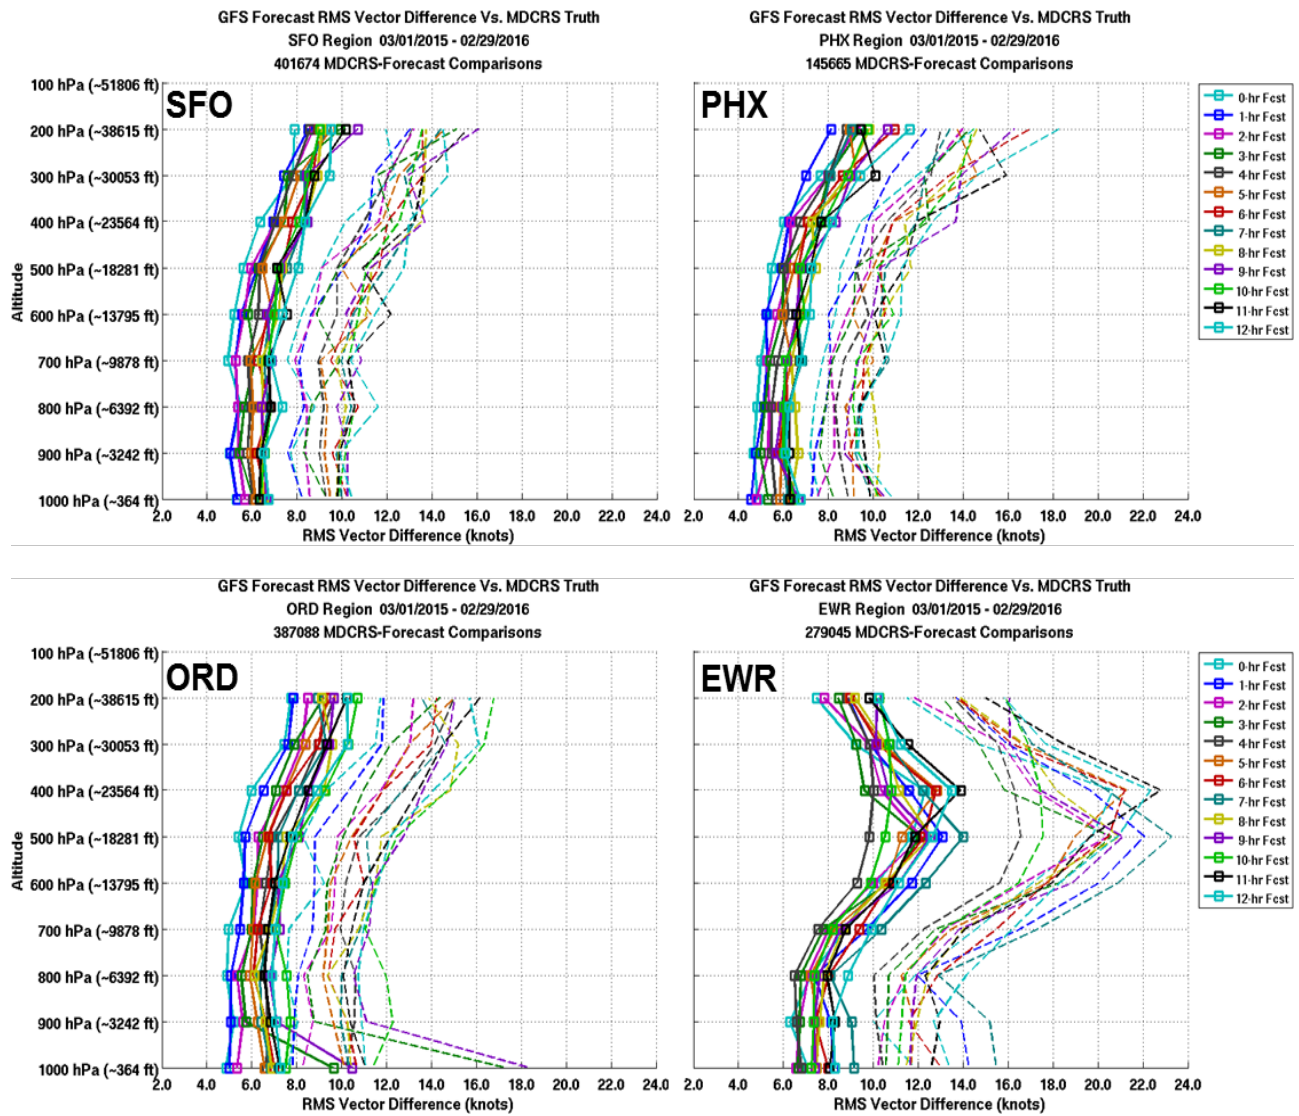 GFS Forecast RMS Vector Difference Vs. MDCRS Truth
SFO Region 03/01/2015 - 02/29/2016
401674 MDCRS-Forecast Comparisons
SFO
100 hPa (~51806 ft)
200 hPa (~38615 ft)
300 hPa (~30053 ft)
400 hPa (~23564 ft)
500 hPa (~18281 ft)
600 hPa (~13795 ft)
700 hPa (~9878 ft)
800 hPa (~6392 ft)
900 hPa (~3242 ft)
1000 hPa (~364 ft)
Altitude
2.0 4.0 6.0 8.0 10.0 12.0 14.0 16.0 18.0 20.0 22.0 24.0
RMS Vector Difference (knots)
GFS Forecast RMS Vector Difference Vs. MDCRS Truth
PHX Region 03/01/2015 - 02/29/2016
145665 MDCRS-Forecast Comparisons
PHX
2.0 4.0 6.0 8.0 10.0 12.0 14.0 16.0 18.0 20.0 22.0 24.0
RMS Vector Difference (knots)
0-hr Fcst
1-hr Fcst
2-hr Fcst
3-hr Fcst
4-hr Fcst
5-hr Fcst
6-hr Fcst
7-hr Fcst
8-hr Fcst
9-hr Fcst
10-hr Fcst
11-hr Fcst
12-hr Fcst
GFS Forecast RMS Vector Difference Vs. MDCRS Truth
ORD Region 03/01/2015 - 02/29/2016
387088 MDCRS-Forecast Comparisons
ORD
100 hPa (~51806 ft)
200 hPa (~38615 ft)
300 hPa (~30053 ft)
400 hPa (~23564 ft)
500 hPa (~18281 ft)
600 hPa (~13795 ft)
700 hPa (~9878 ft)
800 hPa (~6392 ft)
900 hPa (~3242 ft)
1000 hPa (~364 ft)
Altitude
2.0 4.0 6.0 8.0 10.0 12.0 14.0 16.0 18.0 20.0 22.0 24.0
RMS Vector Difference (knots)
GFS Forecast RMS Vector Difference Vs. MDCRS Truth
EWR Region 03/01/2015 - 02/29/2016
279045 MDCRS-Forecast Comparisons
EWR
2.0 4.0 6.0 8.0 10.0 12.0 14.0 16.0 18.0 20.0 22.0 24.0
RMS Vector Difference (knots)
0-hr Fcst
1-hr Fcst
2-hr Fcst
3-hr Fcst
4-hr Fcst
5-hr Fcst
6-hr Fcst
7-hr Fcst
8-hr Fcst
9-hr Fcst
10-hr Fcst
11-hr Fcst
12-hr Fcst